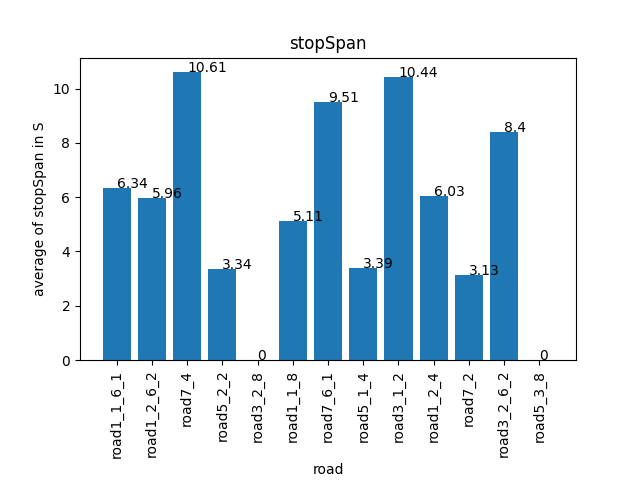 stopSpan
average of stopSpan in S
10
8
6
4
2
0
6.34
5.96
10.61
3.34
0
5.11
9.51
3.39
10.44
6.03
3.13
8.4
0
road1_1_6_1
road1_2_6_2
road7_4
road5_2_2
road3_2_8
road1_1_8
road7_6_1
road5_1_4
road3_1_2
road1_2_4
road7_2
road3_2_6_2
road5_3_8
road